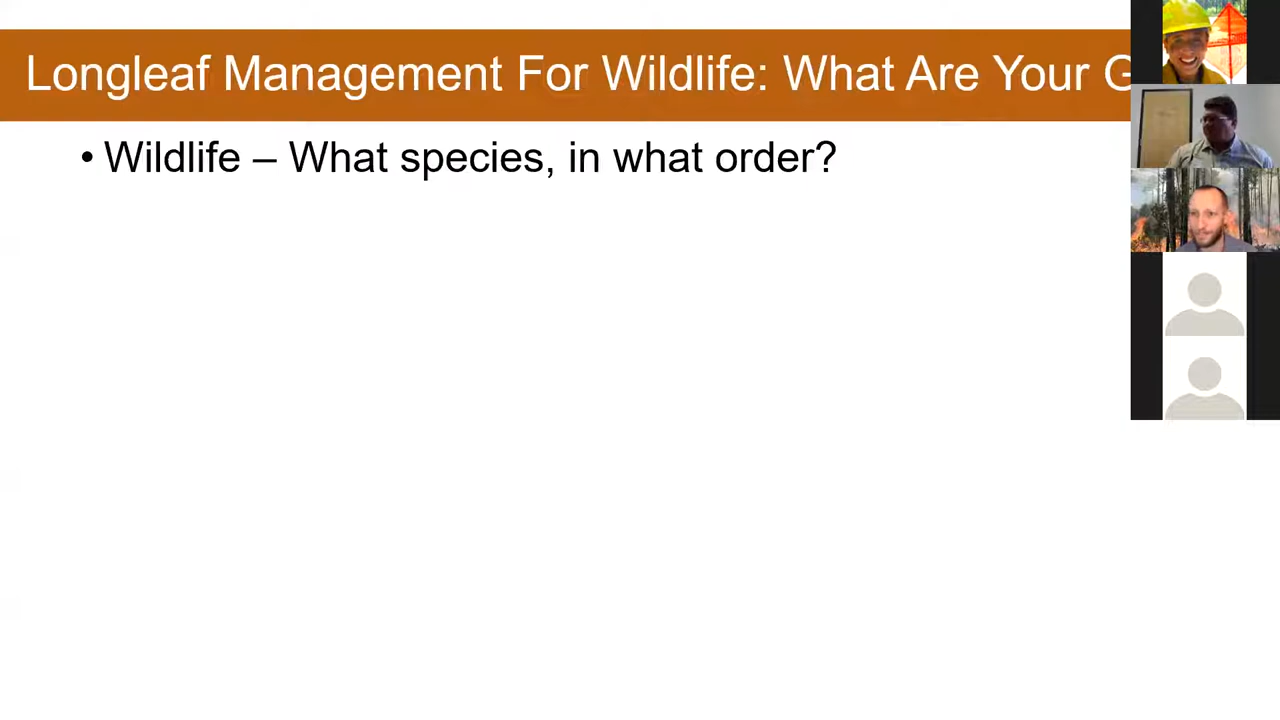 Longleaf Management For Wildlife: What Are Your
• Wildlife – What species, in what order?